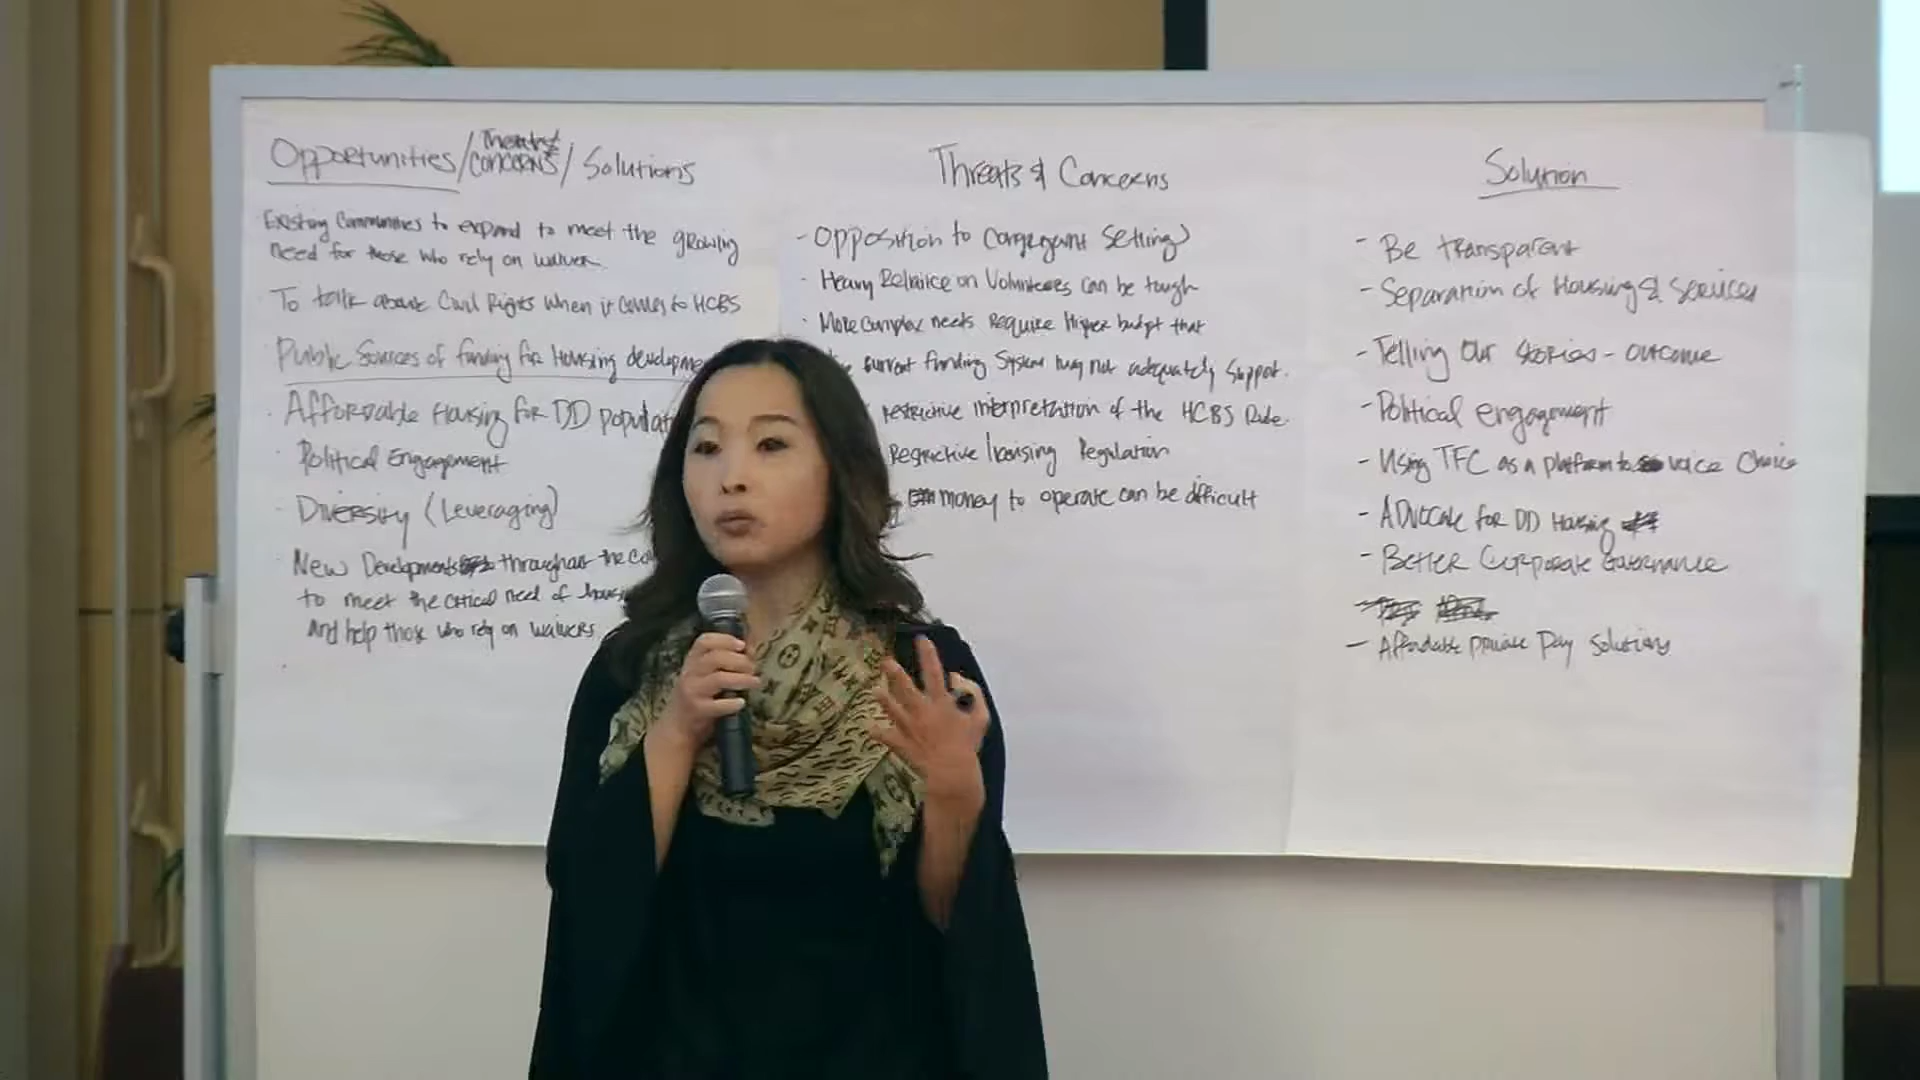 Opportunities/Threats & Concerns/Solutions
Existing Communities to expand to meet the growing
need for those who rely on waiver
To talk about Civil Rights when it comes to HCBS
Public Sources of funding for Housing developme
Affordable Housing for DD populat
Political Engagement
Diversity (Leveraging)
New Developments throughout the Co
to meet the critical need of housi
And help those who rely on waivers
Threats & Concerns
- Opposition to Congregant Setting
- Heavy Reliance on Volunteers can be tough
- More complex needs Require Higher budget that
current funding System may not adequately Support.
restrictive interpretation of the HCBS Rule.
Restrictive licensing Regulation
money to operate can be difficult
Solution
- Be transparent
- Separation of Housing & Services
- Telling Our Stories - outcome
- Political engagement
- Using TFC as a platform to voice Choice
- Advocate for DD Housing
- Better Corporate Governance
- Affordable private Pay Solutions